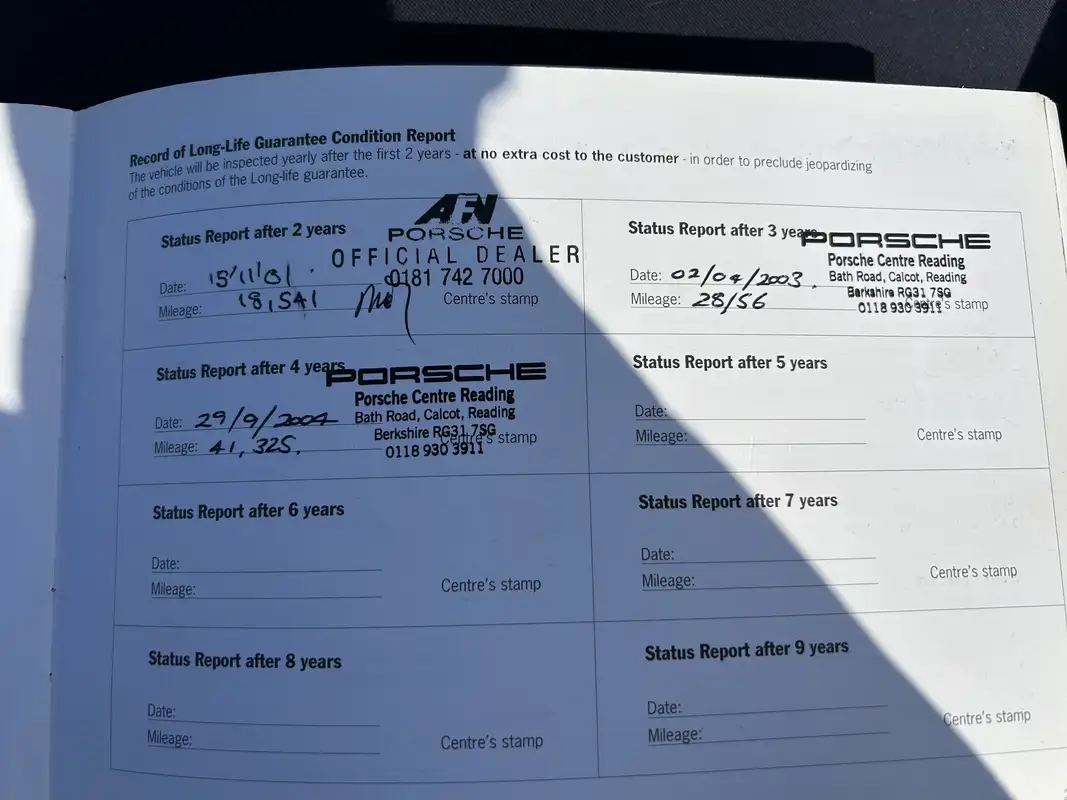 Record of Long-Life Guarantee Condition Report
The vehicle will be inspected yearly after the first 2 years - at no extra cost to the customer - in order to preclude jeopardizing
of the conditions of the Long-life guarantee.
Status Report after 2 years
AFN
PORSCHE
OFFICIAL DEALER
0181 742 7000
Date: 15/11/01
Mileage: 18,541
Centre's stamp
Status Report after 3 years
PORSCHE
Porsche Centre Reading
Bath Road, Calcot, Reading
Berkshire RG31 7SG
0118 930 3911
Date: 02/04/2003.
Mileage: 28156
Centre's stamp
Status Report after 4 years
PORSCHE
Porsche Centre Reading
Bath Road, Calcot, Reading
Berkshire RG31 7SG
0118 930 3911
Date: 29/9/2004
Mileage: 41,325.
Centre's stamp
Status Report after 5 years
Date:
Mileage:
Centre's stamp
Status Report after 6 years
Date:
Mileage:
Centre's stamp
Status Report after 7 years
Date:
Mileage:
Centre's stamp
Status Report after 8 years
Date:
Mileage:
Centre's stamp
Status Report after 9 years
Date:
Mileage:
Centre's stamp